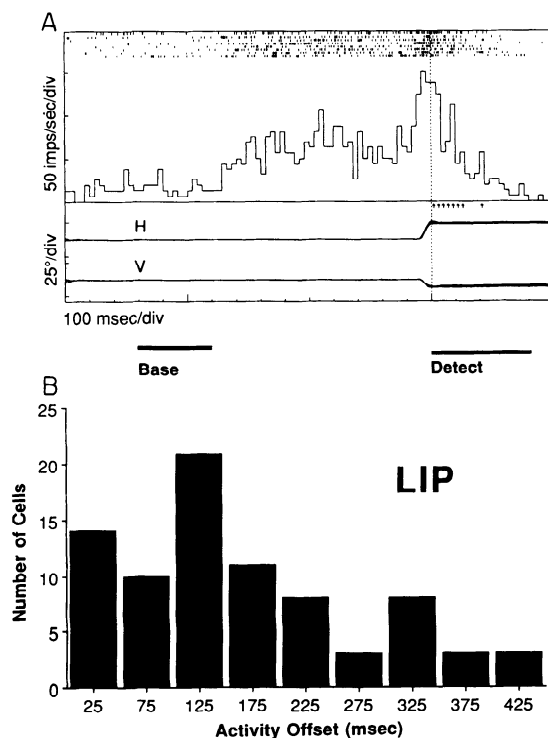 A
50 imps/sec/div
H
V
25°/div
100 msec/div
Base
Detect
B
LIP
Number of Cells
25
20
15
10
5
0
25 75 125 175 225 275 325 375 425
Activity Offset (msec)